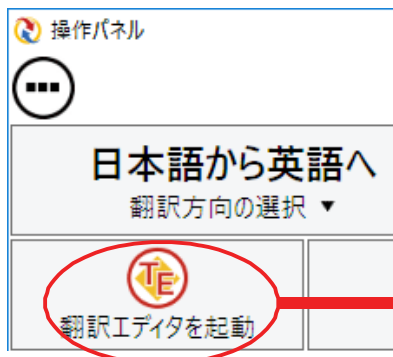 操作パネル
日本語から英語へ
翻訳方向の選択 ▼
TE
翻訳エディタを起動